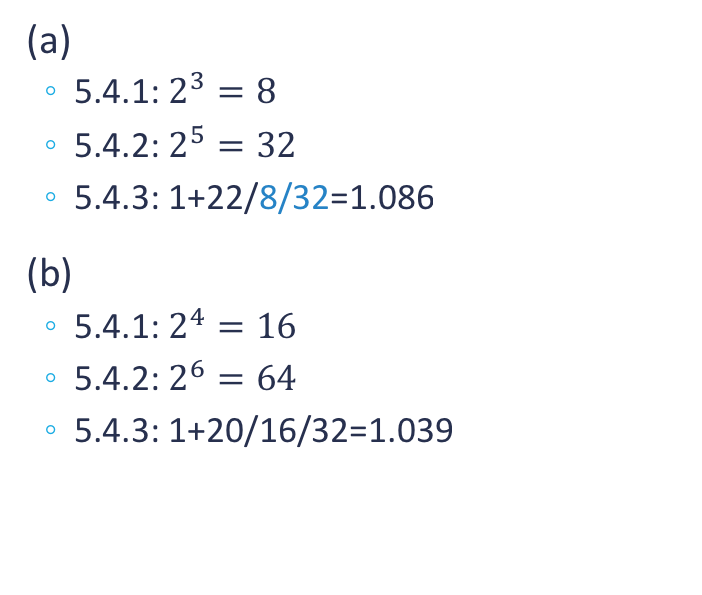 (a)
◦ 5.4.1: 2³ = 8
◦ 5.4.2: 2⁵ = 32
◦ 5.4.3: 1+22/8/32=1.086
(b)
◦ 5.4.1: 2⁴ = 16
◦ 5.4.2: 2⁶ = 64
◦ 5.4.3: 1+20/16/32=1.039